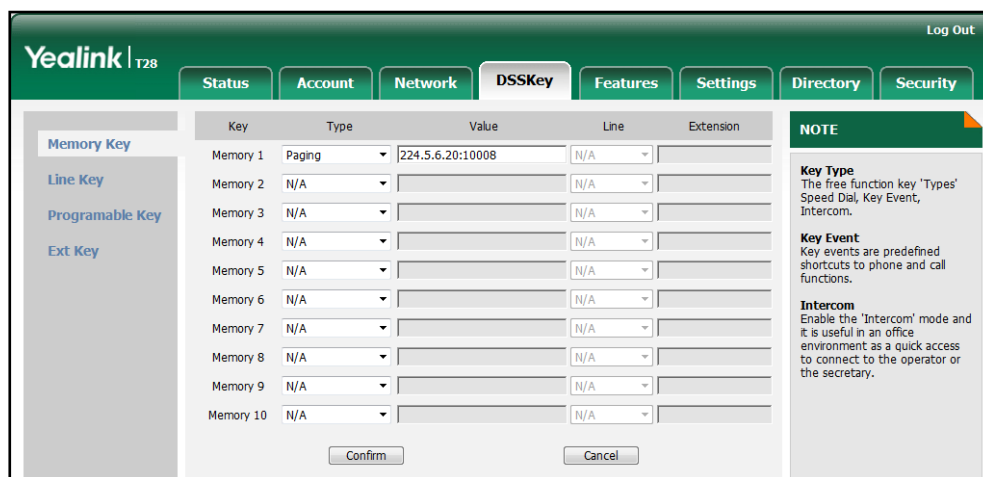 Log Out
Yealink T28
Status Account Network DSSKey Features Settings Directory Security
Memory Key
Line Key
Programable Key
Ext Key
Key Type Value Line Extension
Memory 1 Paging 224.5.6.20:10008 N/A
Memory 2 N/A N/A
Memory 3 N/A N/A
Memory 4 N/A N/A
Memory 5 N/A N/A
Memory 6 N/A N/A
Memory 7 N/A N/A
Memory 8 N/A N/A
Memory 9 N/A N/A
Memory 10 N/A N/A
Confirm Cancel
NOTE
Key Type
The free function key 'Types'
Speed Dial, Key Event,
Intercom.
Key Event
Key events are predefined
shortcuts to phone and call
functions.
Intercom
Enable the 'Intercom' mode and
it is useful in an office
environment as a quick access
to connect to the operator or
the secretary.